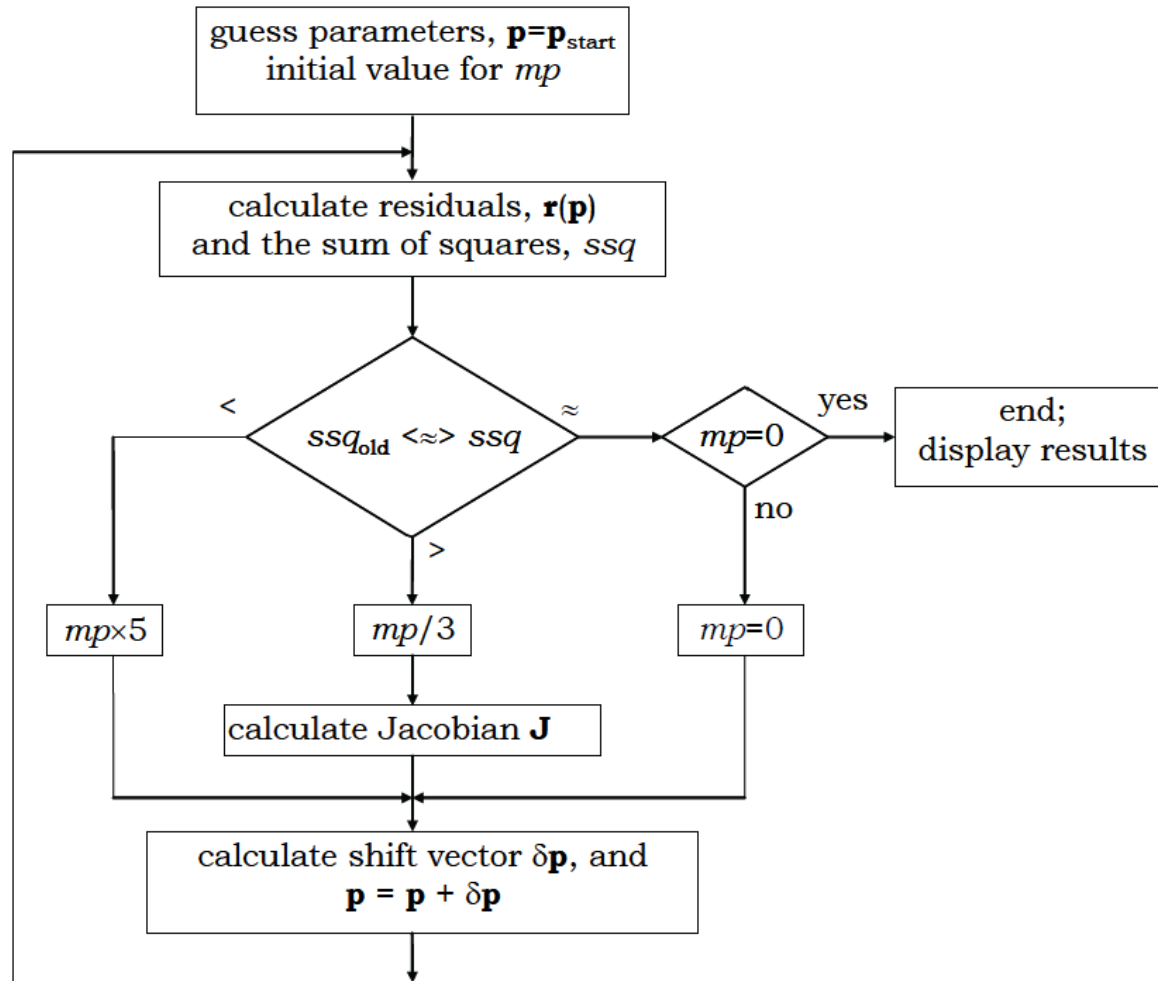 guess parameters, p=pstart
initial value for mp
calculate residuals, r(p)
and the sum of squares, ssq
<
ssqold <≈> ssq
≈
>
mp=0
yes
no
end;
display results
mp×5
mp/3
mp=0
calculate Jacobian J
calculate shift vector δp, and
p = p + δp